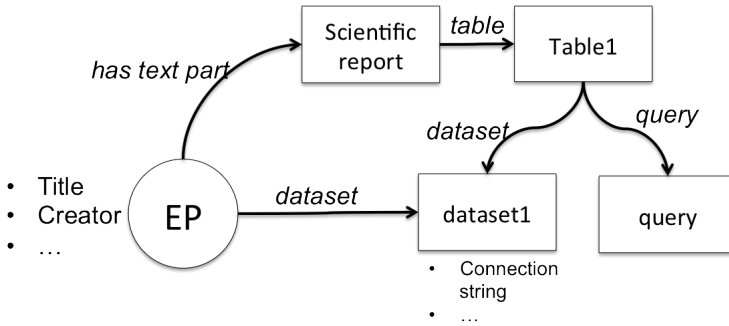 Scientific
report
table
Table1
has text part
dataset
query
• Title
• Creator
• …
EP
dataset
dataset1
query
• Connection
string
• …